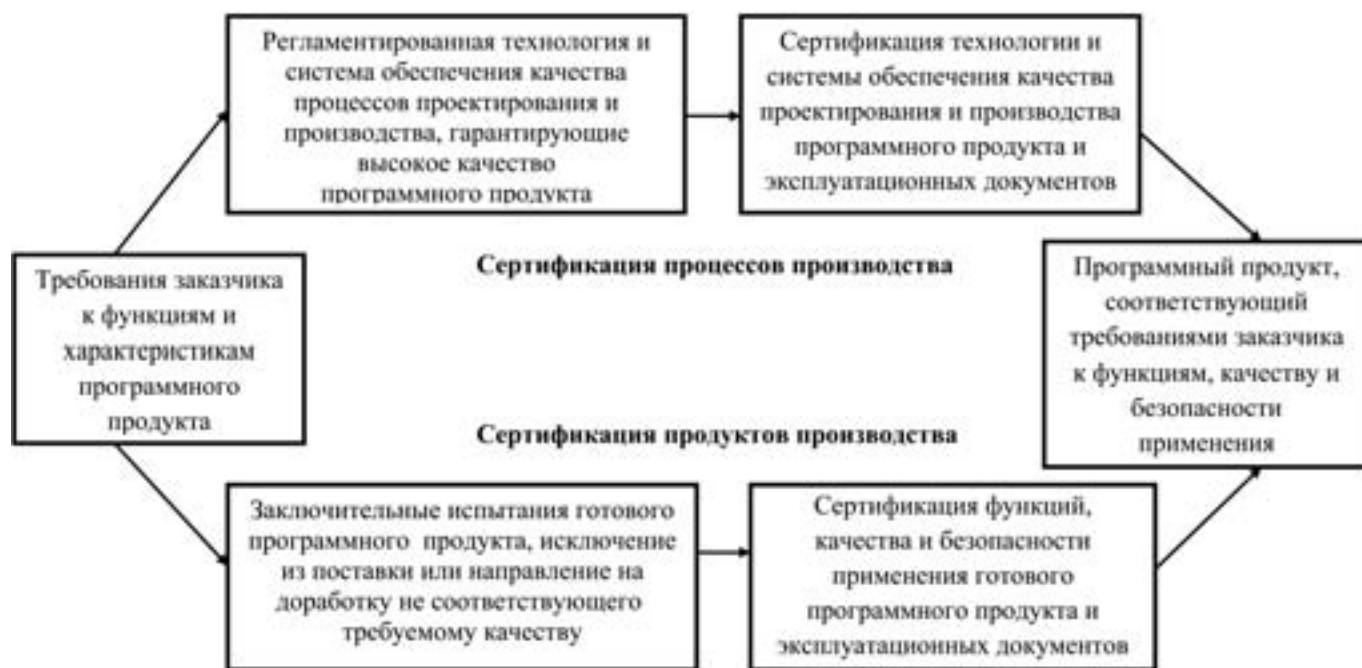 Регламентированная технология и
система обеспечения качества
процессов проектирования и
производства, гарантирующие
высокое качество
программного продукта
Сертификация технологии и
системы обеспечения качества
проектирования и производства
программного продукта и
эксплуатационных документов
Требования заказчика
к функциям и
характеристикам
программного
продукта
Сертификация процессов производства
Программный продукт,
соответствующий
требованиями заказчика
к функциям, качеству и
безопасности
применения
Сертификация продуктов производства
Заключительные испытания готового
программного продукта, исключение
из поставки или направление на
доработку не соответствующего
требуемому качеству
Сертификация функций,
качества и безопасности
применения готового
программного продукта и
эксплуатационных документов